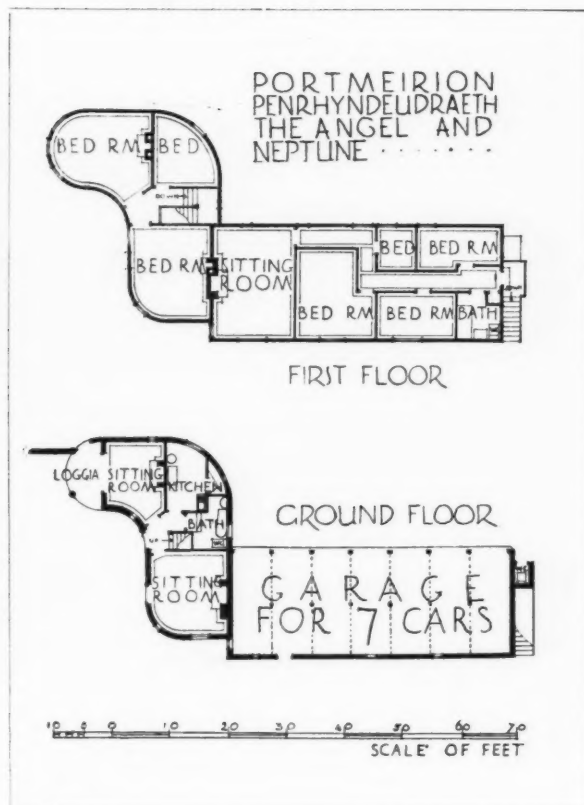 PORTMEIRION
PENRHYNDEUDRAETH
THE ANGEL AND
NEPTUNE .......
BED RM
BED
BED RM
SITTING
ROOM
BED RM
BED
BED RM
BED RM
BATH
FIRST FLOOR
LOGGIA
SITTING
ROOM
KITCHEN
BATH
UP
SITTING
ROOM
GROUND FLOOR
GARAGE
FOR 7 CARS
10 5 0 10 20 30 40 50 60 70
SCALE OF FEET